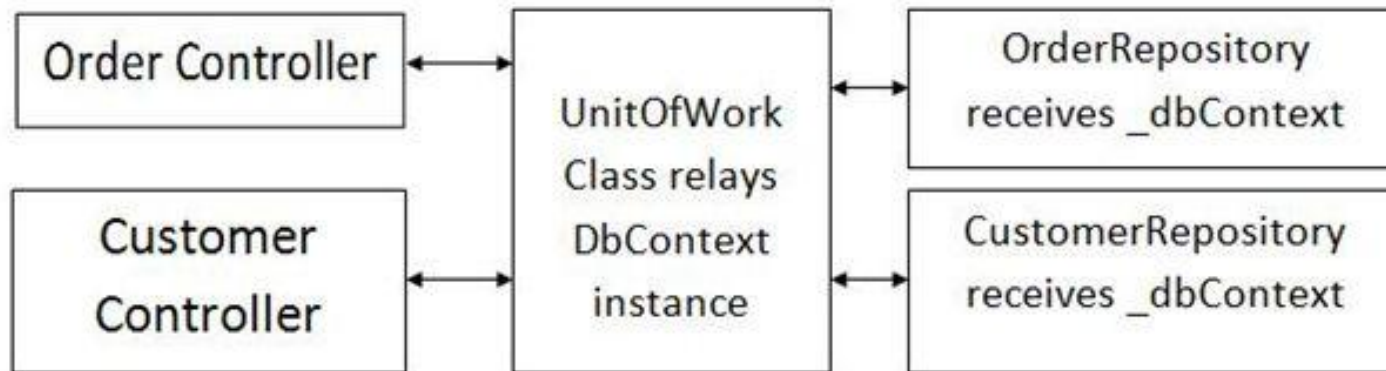 Order Controller
Customer
Controller
UnitOfWork
Class relays
DbContext
instance
OrderRepository
receives _dbContext
CustomerRepository
receives _dbContext